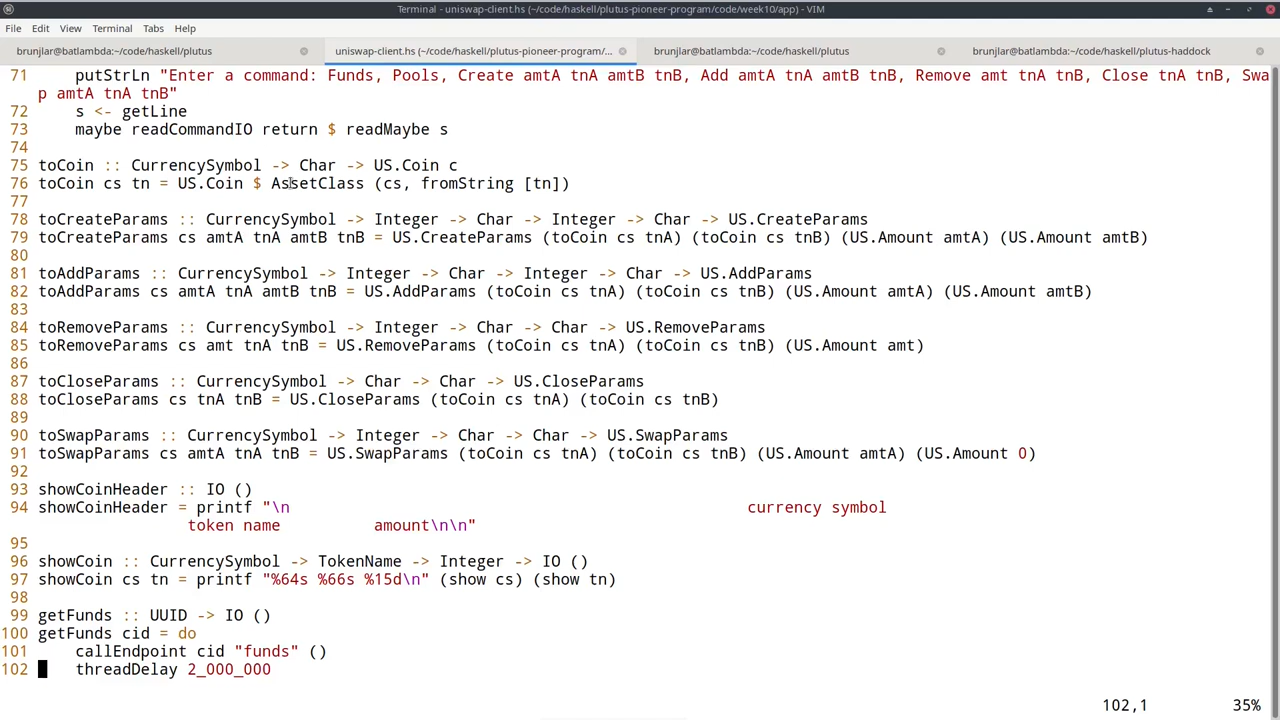 Terminal - uniswap-client.hs (~/code/haskell/plutus-pioneer-program/code/week10/app) - VIM
File Edit View Terminal Tabs Help
brunjlar@batlambda:~/code/haskell/plutus uniswap-client.hs (~/code/haskell/plutus-pioneer-program/... brunjlar@batlambda:~/code/haskell/plutus brunjlar@batlambda:~/code/haskell/plutus-haddock
71     putStrLn "Enter a command: Funds, Pools, Create amtA tnA amtB tnB, Add amtA tnA amtB tnB, Remove amt tnA tnB, Close tnA tnB, Swa
p amtA tnA tnB"
72     s <- getLine
73     maybe readCommandIO return $ readMaybe s
74
75 toCoin :: CurrencySymbol -> Char -> US.Coin c
76 toCoin cs tn = US.Coin $ AssetClass (cs, fromString [tn])
77
78 toCreateParams :: CurrencySymbol -> Integer -> Char -> Integer -> Char -> US.CreateParams
79 toCreateParams cs amtA tnA amtB tnB = US.CreateParams (toCoin cs tnA) (toCoin cs tnB) (US.Amount amtA) (US.Amount amtB)
80
81 toAddParams :: CurrencySymbol -> Integer -> Char -> Integer -> Char -> US.AddParams
82 toAddParams cs amtA tnA amtB tnB = US.AddParams (toCoin cs tnA) (toCoin cs tnB) (US.Amount amtA) (US.Amount amtB)
83
84 toRemoveParams :: CurrencySymbol -> Integer -> Char -> Char -> US.RemoveParams
85 toRemoveParams cs amt tnA tnB = US.RemoveParams (toCoin cs tnA) (toCoin cs tnB) (US.Amount amt)
86
87 toCloseParams :: CurrencySymbol -> Char -> Char -> US.CloseParams
88 toCloseParams cs tnA tnB = US.CloseParams (toCoin cs tnA) (toCoin cs tnB)
89
90 toSwapParams :: CurrencySymbol -> Integer -> Char -> Char -> US.SwapParams
91 toSwapParams cs amtA tnA tnB = US.SwapParams (toCoin cs tnA) (toCoin cs tnB) (US.Amount amtA) (US.Amount 0)
92
93 showCoinHeader :: IO ()
94 showCoinHeader = printf "\n                                                 currency symbol
                token name          amount\n\n"
95
96 showCoin :: CurrencySymbol -> TokenName -> Integer -> IO ()
97 showCoin cs tn = printf "%64s %66s %15d\n" (show cs) (show tn)
98
99 getFunds :: UUID -> IO ()
100 getFunds cid = do
101     callEndpoint cid "funds" ()
102     threadDelay 2_000_000
102,1 35%